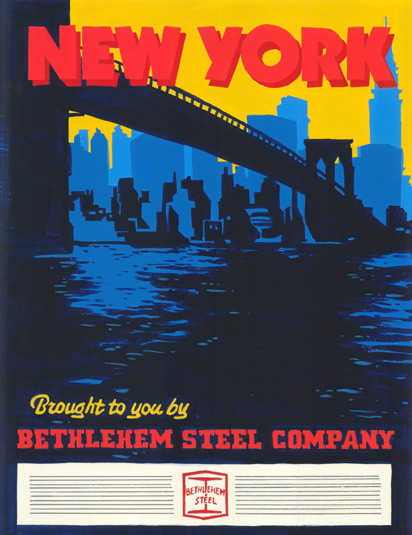 NEW YORK
Brought to you by
BETHLEHEM STEEL COMPANY
BETHLEHEM
STEEL